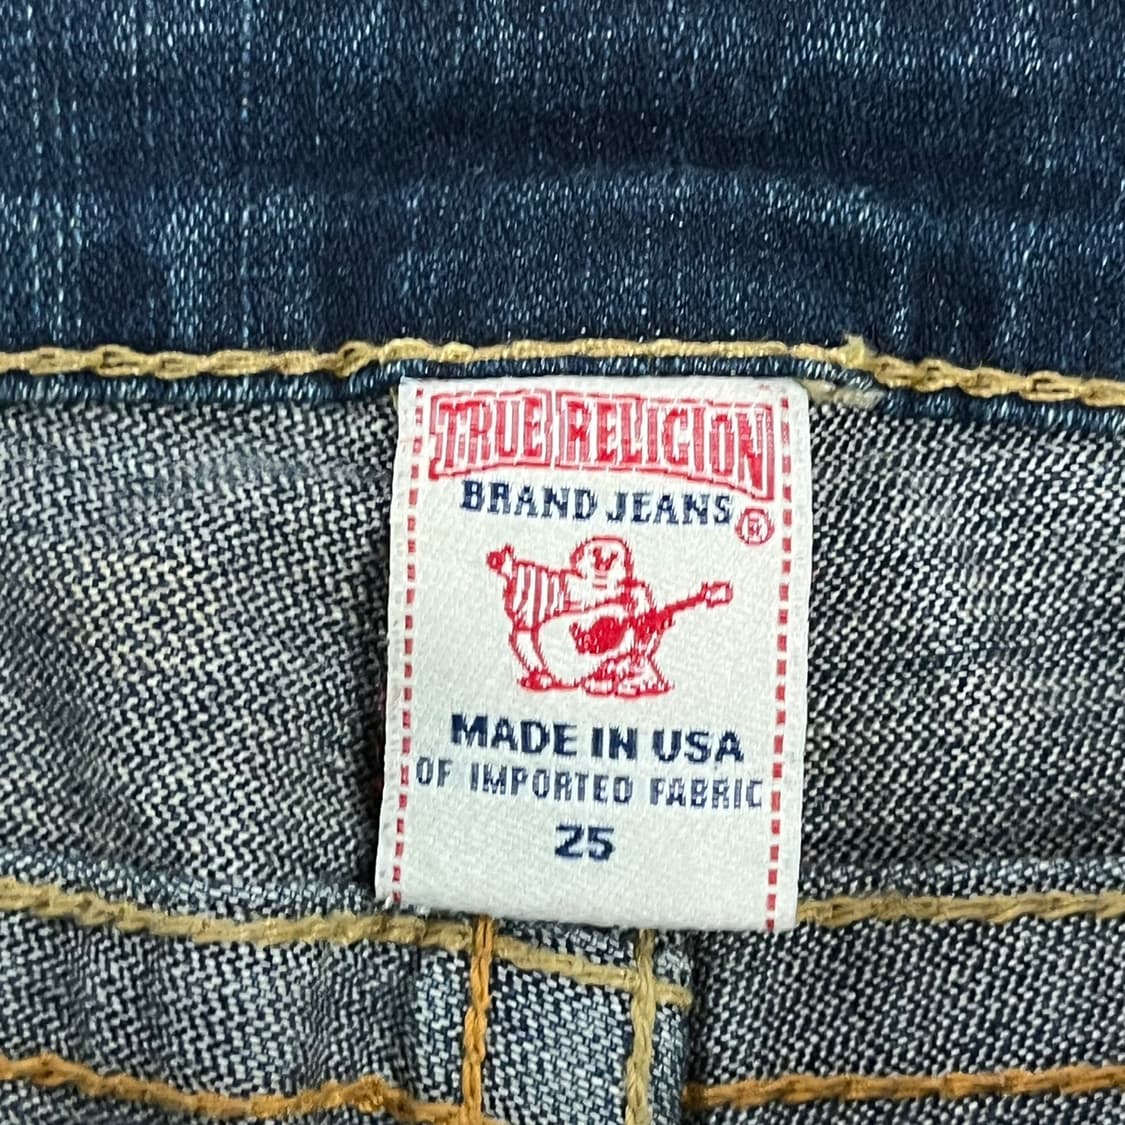 TRUE RELIGION
BRAND JEANS
®
MADE IN USA
OF IMPORTED FABRIC
25